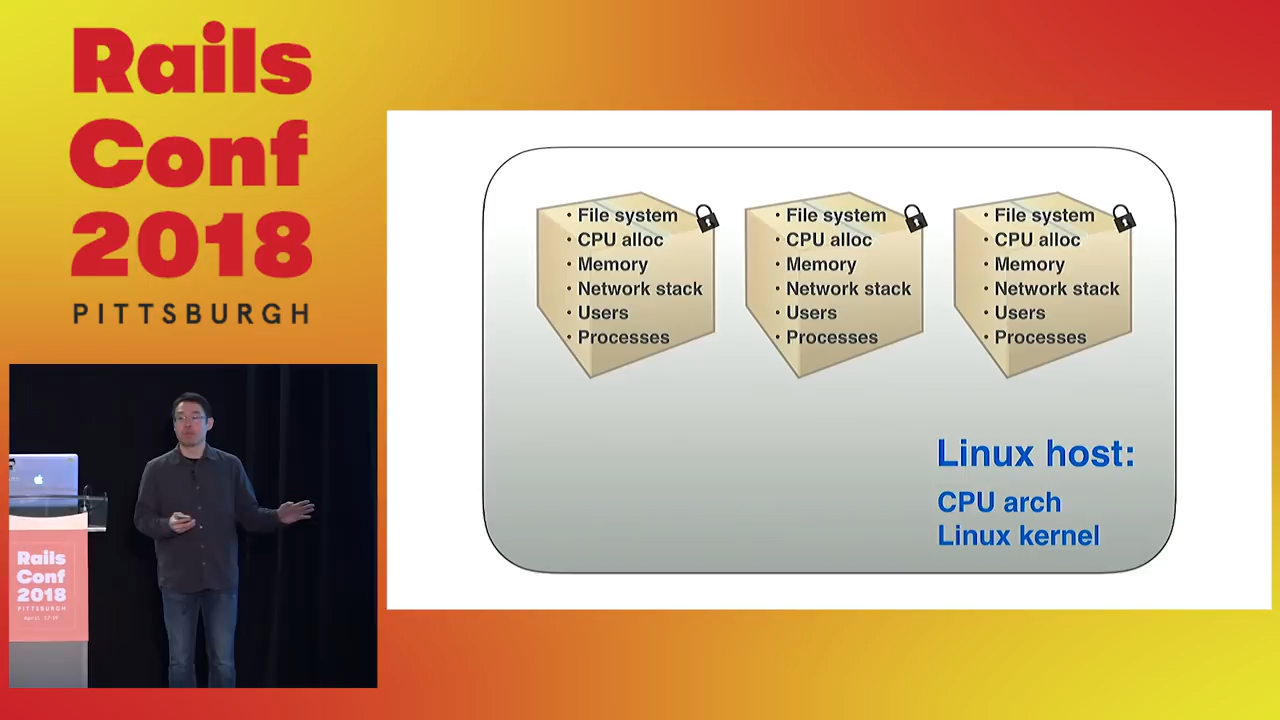 Rails
Conf
2018
PITTSBURGH
• File system
• CPU alloc
• Memory
• Network stack
• Users
• Processes
• File system
• CPU alloc
• Memory
• Network stack
• Users
• Processes
• File system
• CPU alloc
• Memory
• Network stack
• Users
• Processes
Linux host:
CPU arch
Linux kernel
Rails
Conf
2018
PITTSBURGH